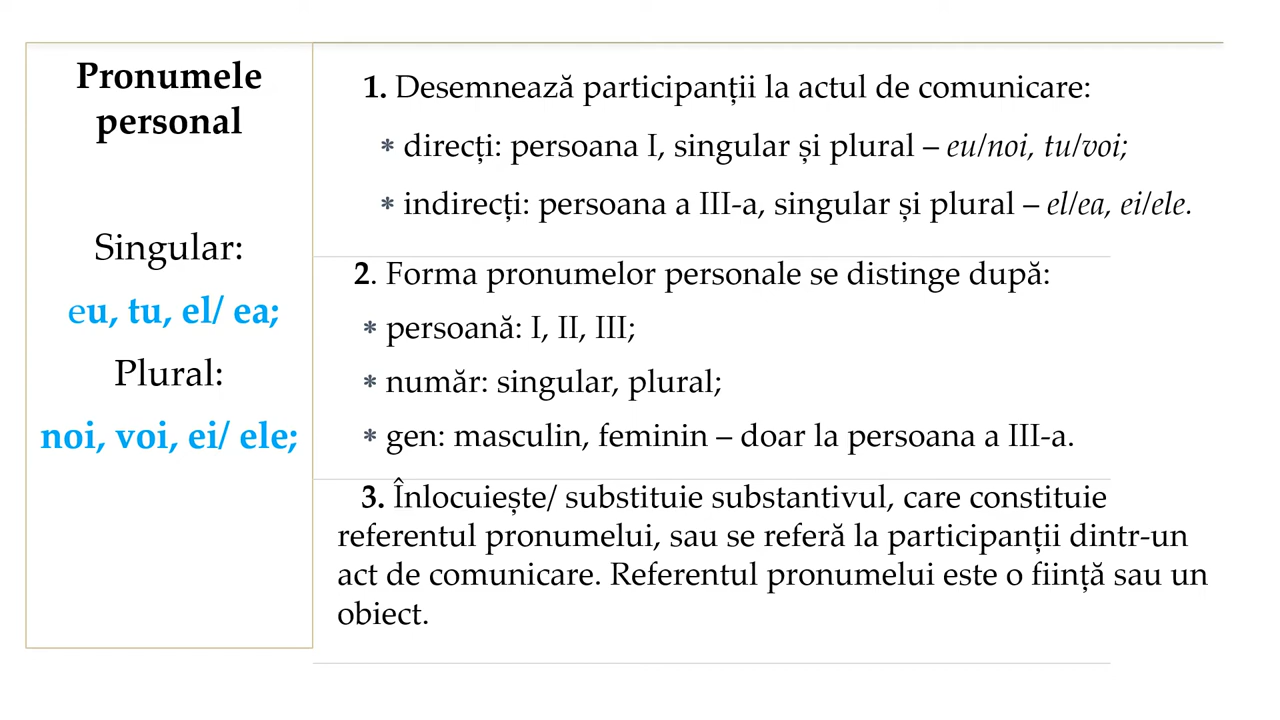 Pronumele
personal
Singular:
eu, tu, el/ ea;
Plural:
noi, voi, ei/ ele;
1. Desemnează participanții la actul de comunicare:
* direcți: persoana I, singular și plural – eu/noi, tu/voi;
* indirecți: persoana a III-a, singular și plural – el/ea, ei/ele.
2. Forma pronumelor personale se distinge după:
* persoană: I, II, III;
* număr: singular, plural;
* gen: masculin, feminin – doar la persoana a III-a.
3. Înlocuiește/ substituie substantivul, care constituie
referentul pronumelui, sau se referă la participanții dintr-un
act de comunicare. Referentul pronumelui este o ființă sau un
obiect.